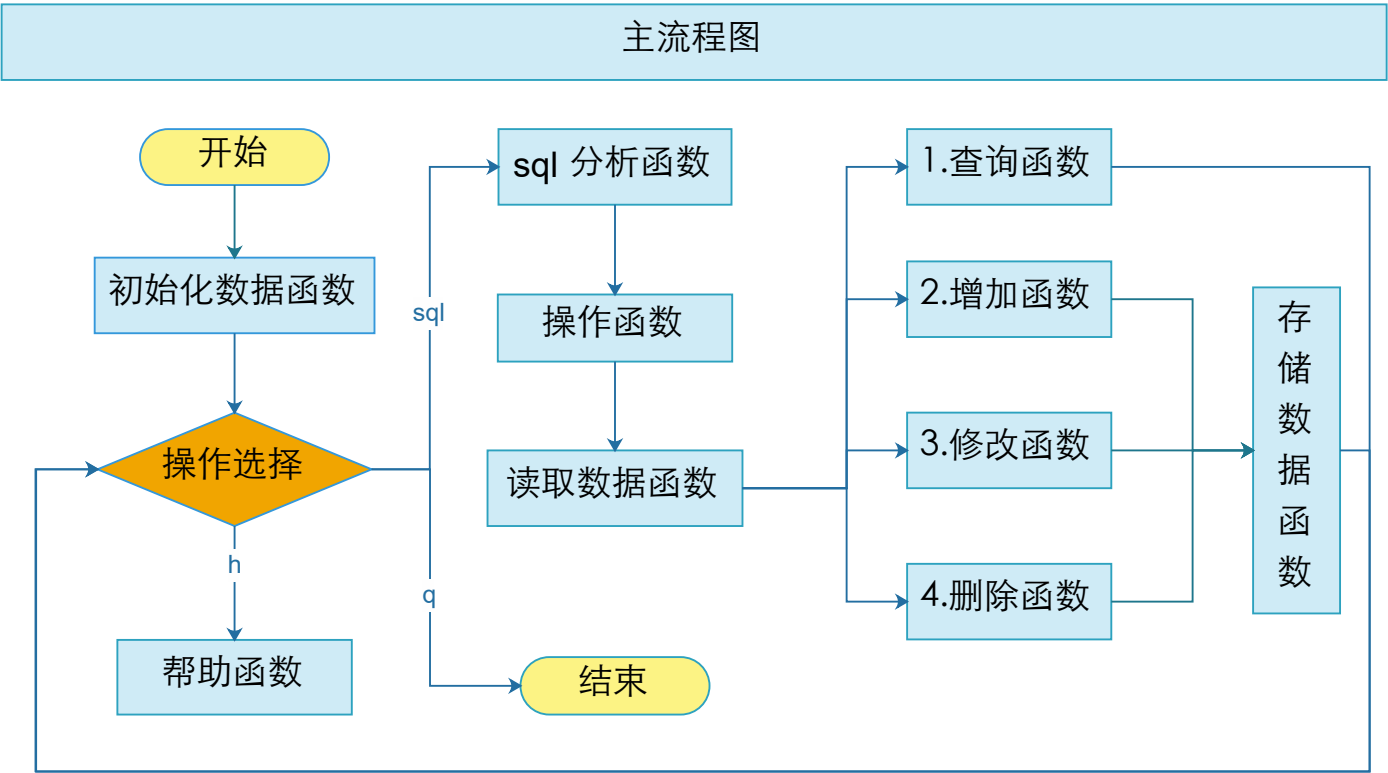 主流程图
开始
初始化数据函数
操作选择
h
帮助函数
sql
q
sql 分析函数
操作函数
读取数据函数
结束
1.查询函数
2.增加函数
3.修改函数
4.删除函数
存
储
数
据
函
数